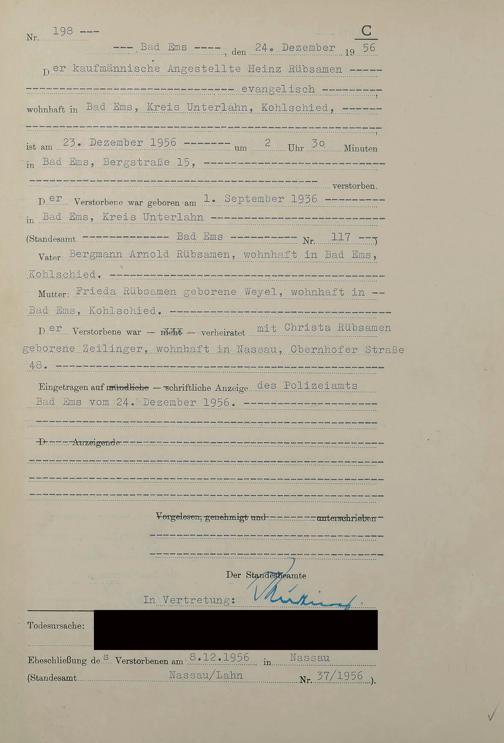 C
Nr. 198 ---
--- Bad Ems ----, den 24. Dezember 19 56
Der kaufmännische Angestellte Heinz Rübsamen -----
------------------------------ evangelisch ---------,
wohnhaft in Bad Ems, Kreis Unterlahn, Kohlschied, ------
---------------------------------------------------,
ist am 23. Dezember 1956 ------- um 2 Uhr 30 Minuten
in Bad Ems, Bergstraße 15, --------------------------
----------------------------------------- verstorben.
Der Verstorbene war geboren am 1. September 1936 ---------
in Bad Ems, Kreis Unterlahn -------------------------
(Standesamt ------------- Bad Ems ---------- Nr. 117 ---)
Vater: Bergmann Arnold Rübsamen, wohnhaft in Bad Ems,
Kohlschied. ----------------------------------------
Mutter: Frieda Rübsamen geborene Weyel, wohnhaft in --
Bad Ems, Kohlschied. -------------------------------
Der Verstorbene war — nicht — verheiratet mit Christa Rübsamen
geborene Zeilinger, wohnhaft in Nassau, Obernhofer Straße
48. ------------------------------------------------
Eingetragen auf mündliche — schriftliche Anzeige des Polizeiamts
Bad Ems vom 24. Dezember 1956. --------------------
----------------------------------------------------
D-----Anzeigende------------------------------------
----------------------------------------------------
----------------------------------------------------
----------------------------------------------------
Vorgelesen, genehmigt und --------- unterschrieben
-----------------------------------
-----------------------------------
Der Standesbeamte
In Vertretung:
Todesursache:
Eheschließung des Verstorbenen am 8.12.1956 in Nassau
(Standesamt Nassau/Lahn Nr. 37/1956 ).